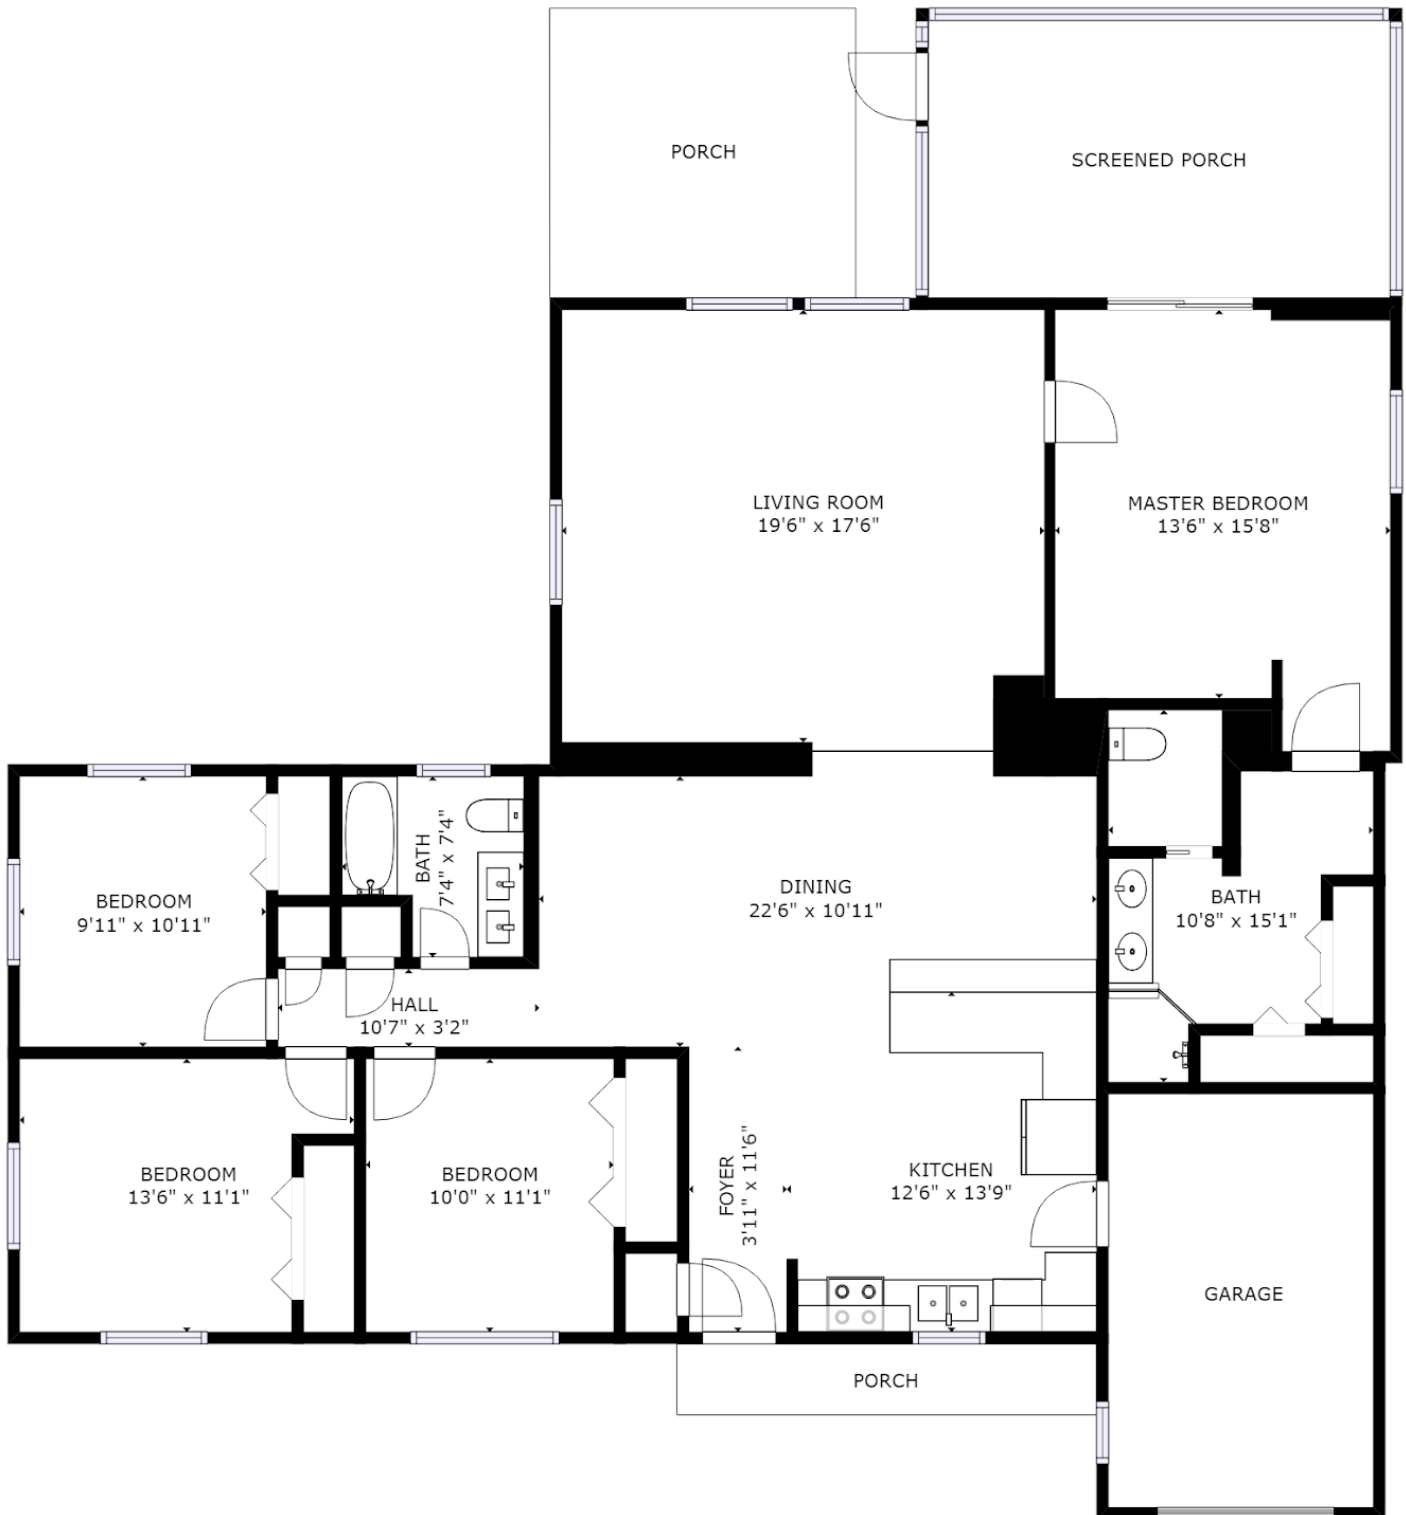 PORCH
SCREENED PORCH
LIVING ROOM
19'6" x 17'6"
MASTER BEDROOM
13'6" x 15'8"
BATH
7'4" x 7'4"
BEDROOM
9'11" x 10'11"
DINING
22'6" x 10'11"
BATH
10'8" x 15'1"
HALL
10'7" x 3'2"
BEDROOM
13'6" x 11'1"
BEDROOM
10'0" x 11'1"
FOYER
3'11" x 11'6"
KITCHEN
12'6" x 13'9"
GARAGE
PORCH